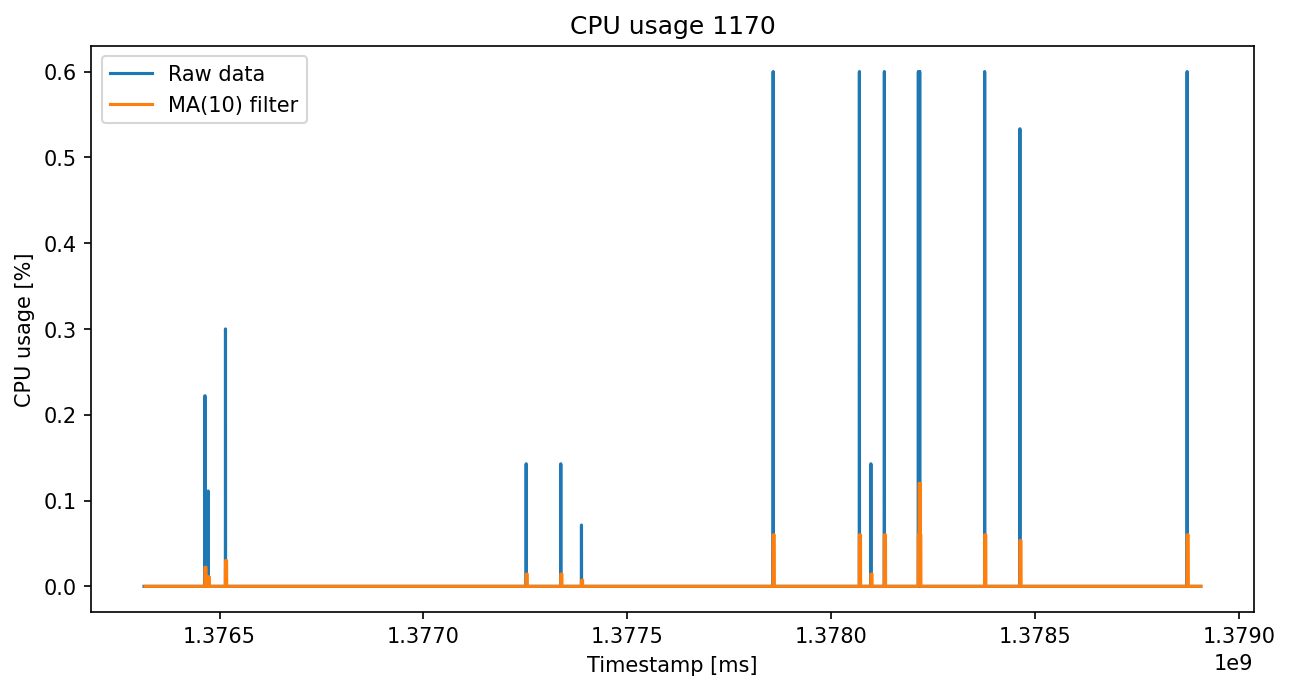 CPU usage 1170
Raw data
MA(10) filter
CPU usage [%]
0.6
0.5
0.4
0.3
0.2
0.1
0.0
1.3765 1.3770 1.3775 1.3780 1.3785 1.3790
1e9
Timestamp [ms]